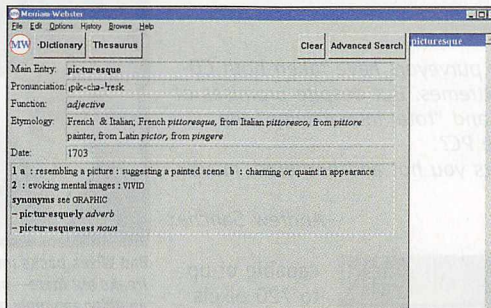 Merriam-Webster
File Edit Options History Browse Help
MW Dictionary Thesaurus Clear Advanced Search
picturesque
Main Entry: pic·tur·esque
Pronunciation:
Function: adjective
Etymology: French & Italian; French pittoresque, from Italian pittoresco, from pittore
painter, from Latin pictor, from pingere
Date: 1703
1 a : resembling a picture : suggesting a painted scene b : charming or quaint in appearance
2 : evoking mental images : VIVID
synonyms see GRAPHIC
– pic·tur·esque·ly adverb
– pic·tur·esque·ness noun